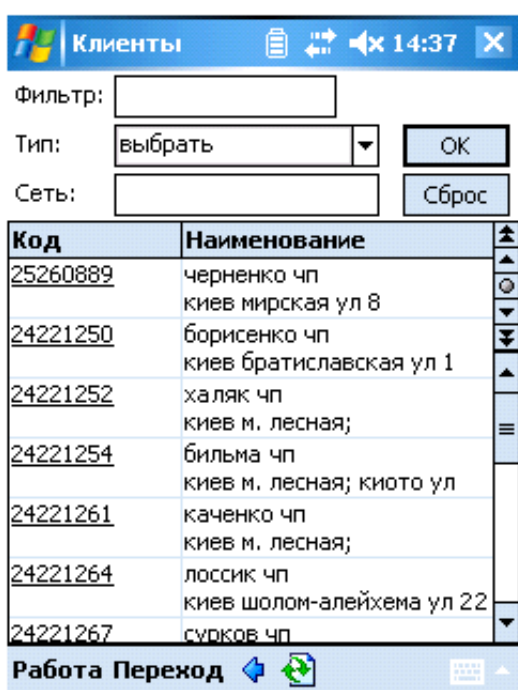 Клиенты 14:37
Фильтр:
Тип: выбрать OK
Сеть: Сброс
Код Наименование
25260889 черненко чп
киев мирская ул 8
24221250 борисенко чп
киев братиславская ул 1
24221252 халяк чп
киев м. лесная;
24221254 бильма чп
киев м. лесная; киото ул
24221261 каченко чп
киев м. лесная;
24221264 лоссик чп
киев шолом-алейхема ул 22
24221267 сурков чп
Работа Переход